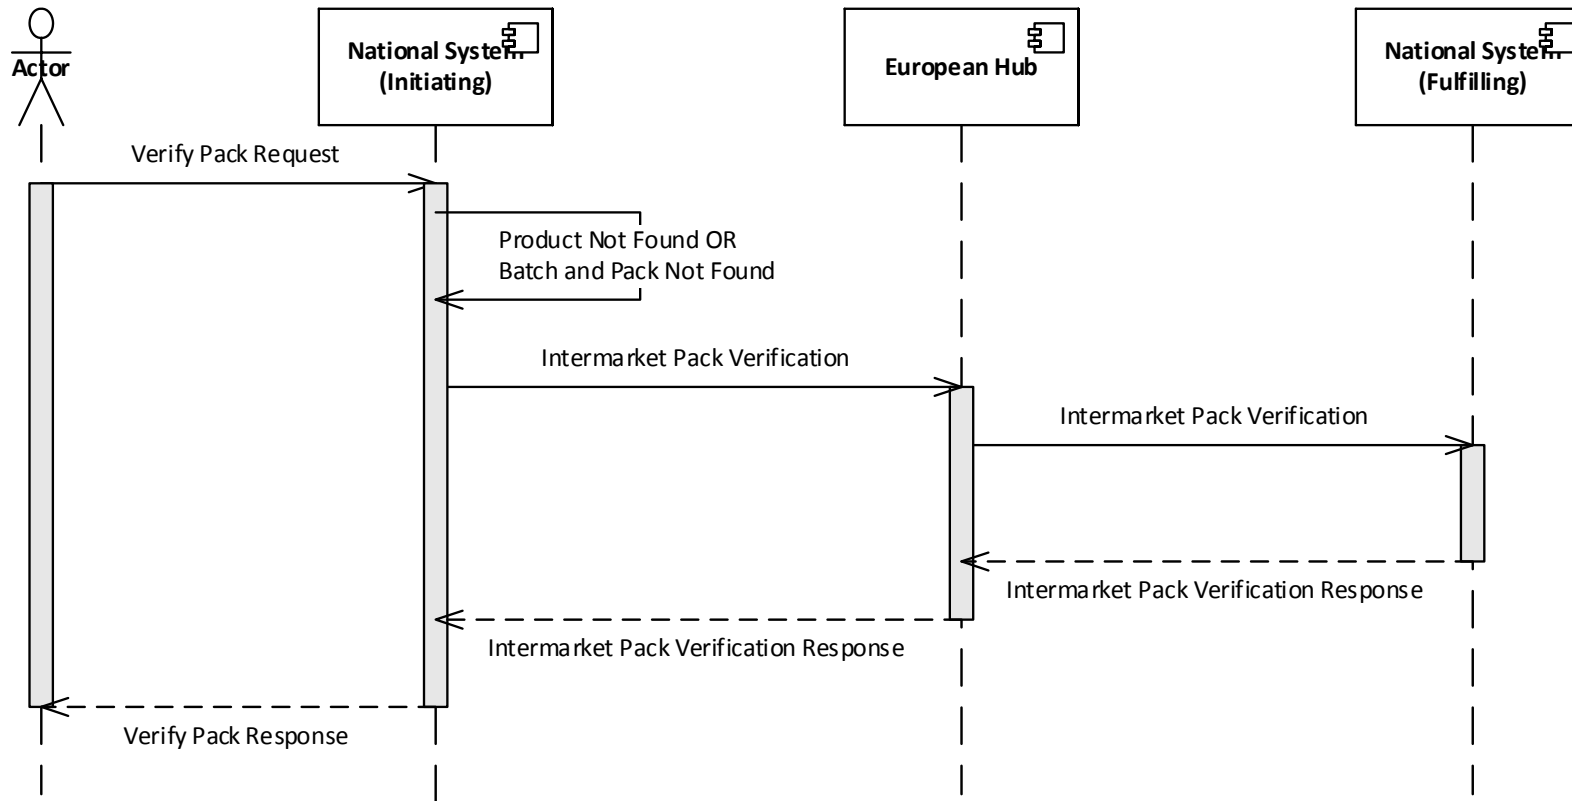 Actor
National System
(Initiating)
European Hub
National System
(Fulfilling)
Verify Pack Request
Product Not Found OR
Batch and Pack Not Found
Intermarket Pack Verification
Intermarket Pack Verification
Intermarket Pack Verification Response
Intermarket Pack Verification Response
Verify Pack Response